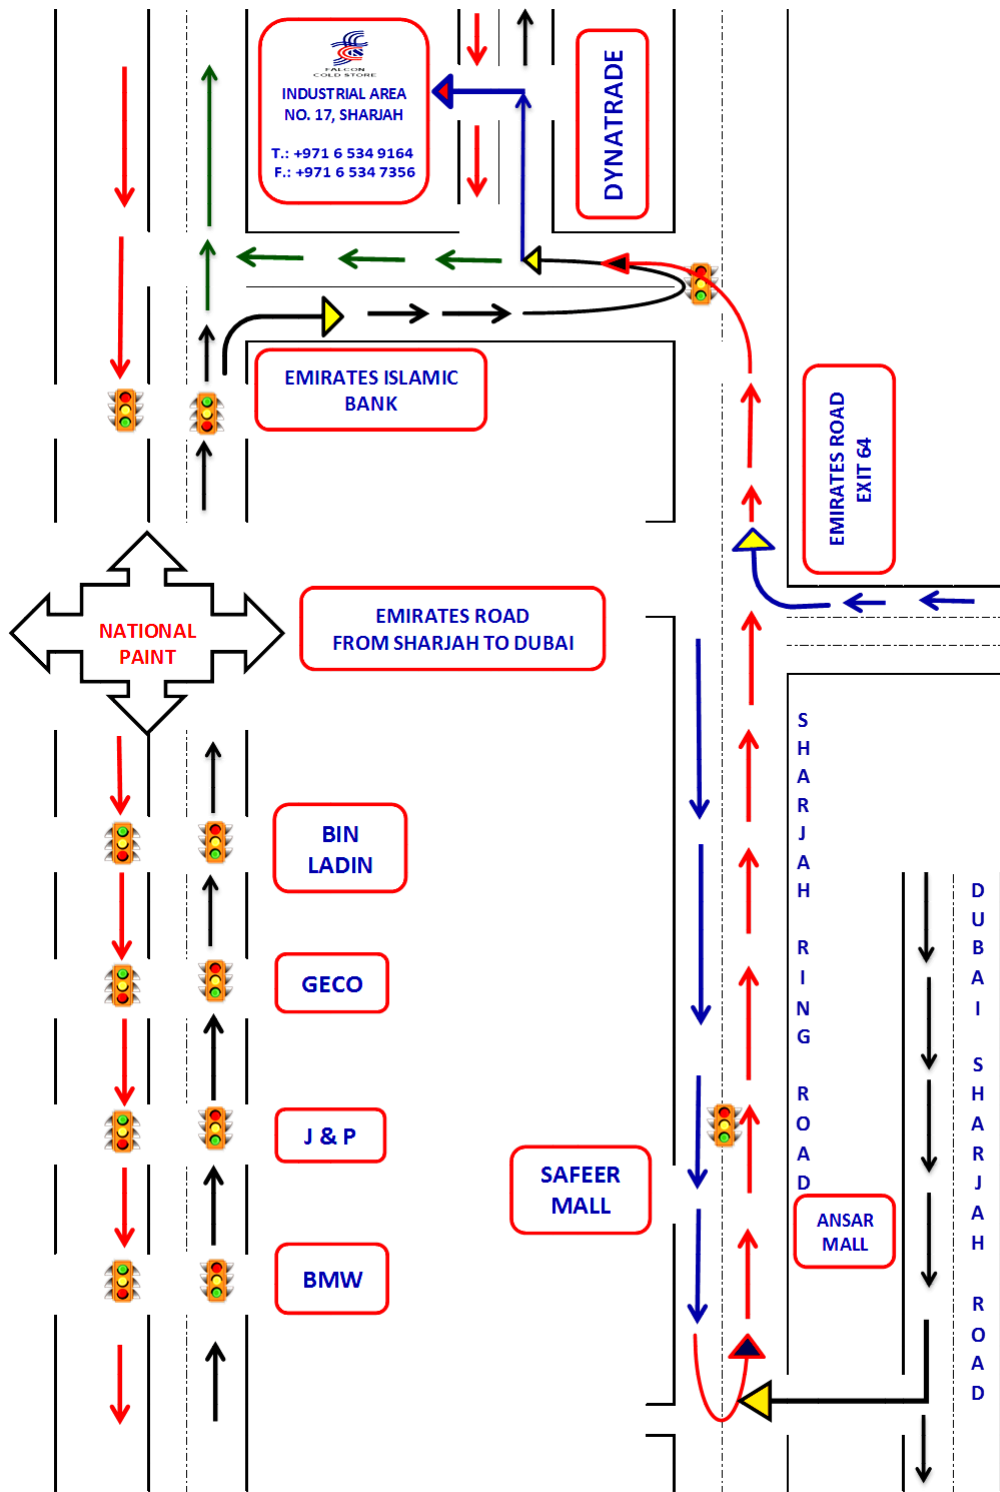 FALCON
COLD STORE
INDUSTRIAL AREA
NO. 17, SHARJAH
T.: +971 6 534 9164
F.: +971 6 534 7356
DYNATRADE
EMIRATES ISLAMIC
BANK
EMIRATES ROAD
EXIT 64
NATIONAL
PAINT
EMIRATES ROAD
FROM SHARJAH TO DUBAI
SHARJAH RING ROAD
BIN
LADIN
DUBAI SHARJAH ROAD
GECO
J & P
SAFEER
MALL
ANSAR
MALL
BMW